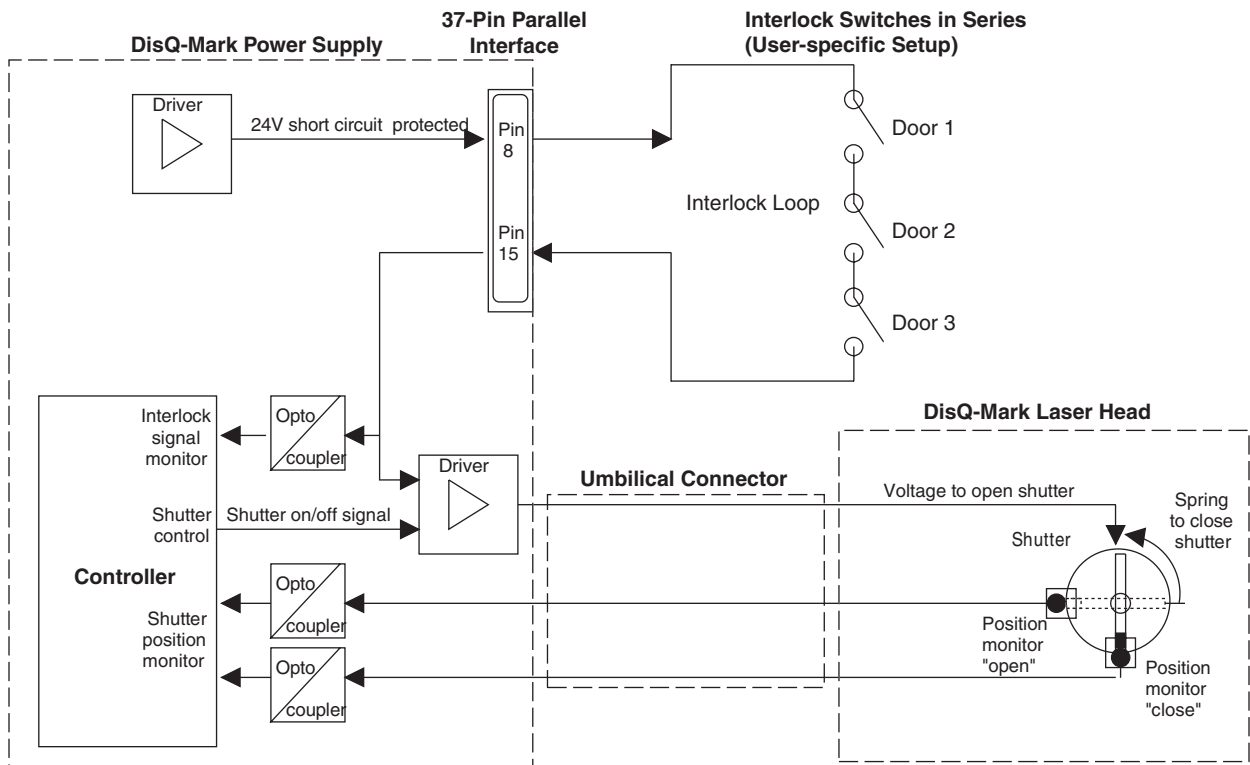 37-Pin Parallel
Interface
Interlock Switches in Series
(User-specific Setup)
DisQ-Mark Power Supply
Driver
24V short circuit protected
Pin
8
Door 1
Interlock Loop
Door 2
Pin
15
Door 3
DisQ-Mark Laser Head
Interlock
signal
monitor
Opto
coupler
Driver
Umbilical Connector
Voltage to open shutter
Spring
to close
shutter
Shutter
control
Shutter on/off signal
Shutter
Controller
Opto
coupler
Shutter
position
monitor
Position
monitor
"open"
Opto
coupler
Position
monitor
"close"